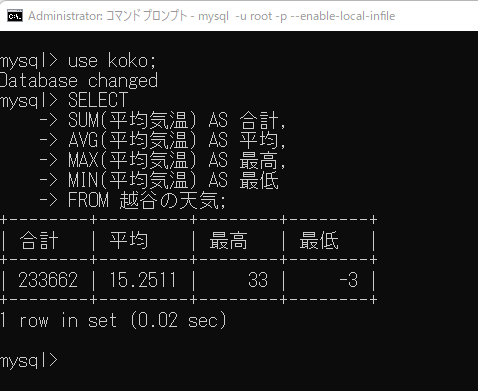 Administrator: コマンド プロンプト - mysql -u root -p --enable-local-infile
mysql> use koko;
Database changed
mysql> SELECT
    -> SUM(平均気温) AS 合計,
    -> AVG(平均気温) AS 平均,
    -> MAX(平均気温) AS 最高,
    -> MIN(平均気温) AS 最低
    -> FROM 越谷の天気;
+--------+---------+--------+--------+
| 合計   | 平均    | 最高   | 最低   |
+--------+---------+--------+--------+
| 233662 | 15.2511 |     33 |     -3 |
+--------+---------+--------+--------+
1 row in set (0.02 sec)
mysql>